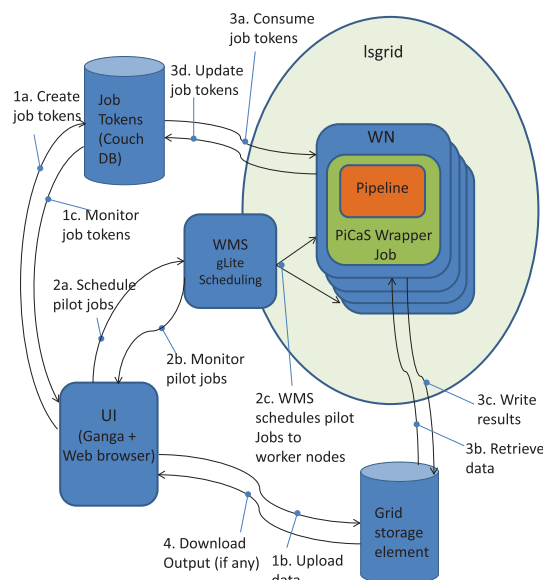 3a. Consume
job tokens
lsgrid
3d. Update
job tokens
1a. Create
job tokens
Job
Tokens
(Couch
DB)
WN
Pipeline
PiCaS Wrapper
Job
1c. Monitor
job tokens
WMS
gLite
Scheduling
2a. Schedule
pilot jobs
2b. Monitor
pilot jobs
2c. WMS
schedules pilot
Jobs to
worker nodes
3c. Write
results
3b. Retrieve
data
UI
(Ganga +
Web browser)
Grid
storage
element
4. Download
Output (if any)
1b. Upload
data